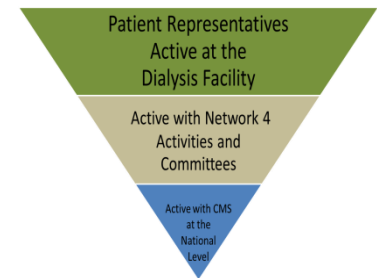 Patient Representatives
Active at the
Dialysis Facility
Active with Network 4
Activities and
Committees
Active with CMS
at the
National
Level